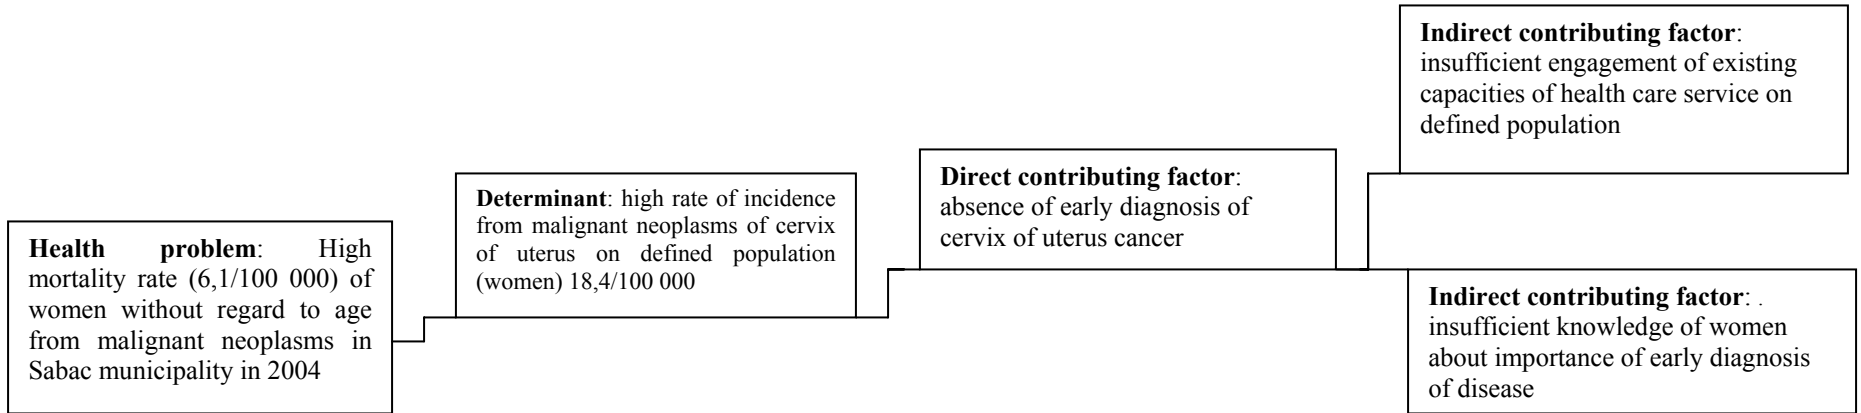 Health problem: High
mortality rate (6,1/100 000) of
women without regard to age
from malignant neoplasms in
Sabac municipality in 2004
Determinant: high rate of incidence
from malignant neoplasms of cervix
of uterus on defined population
(women) 18,4/100 000
Direct contributing factor:
absence of early diagnosis of
cervix of uterus cancer
Indirect contributing factor:
insufficient engagement of existing
capacities of health care service on
defined population
Indirect contributing factor: .
insufficient knowledge of women
about importance of early diagnosis
of disease